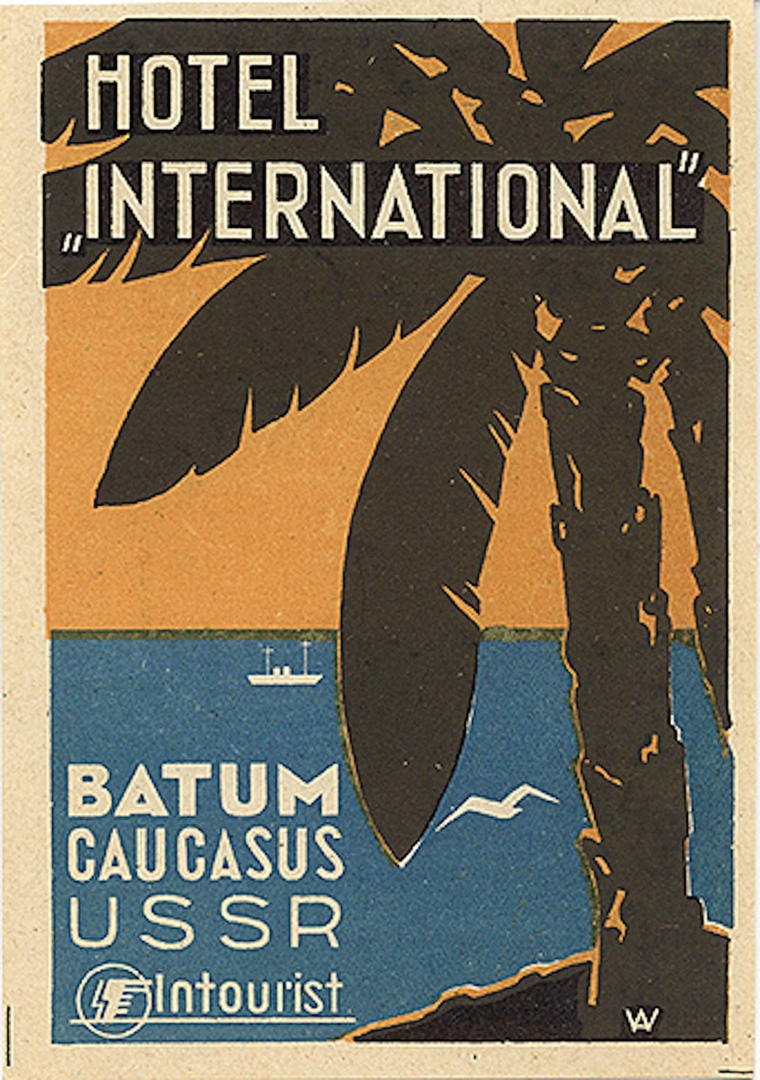 HOTEL
„INTERNATIONAL”
BATUM
CAUCASUS
USSR
Intourist